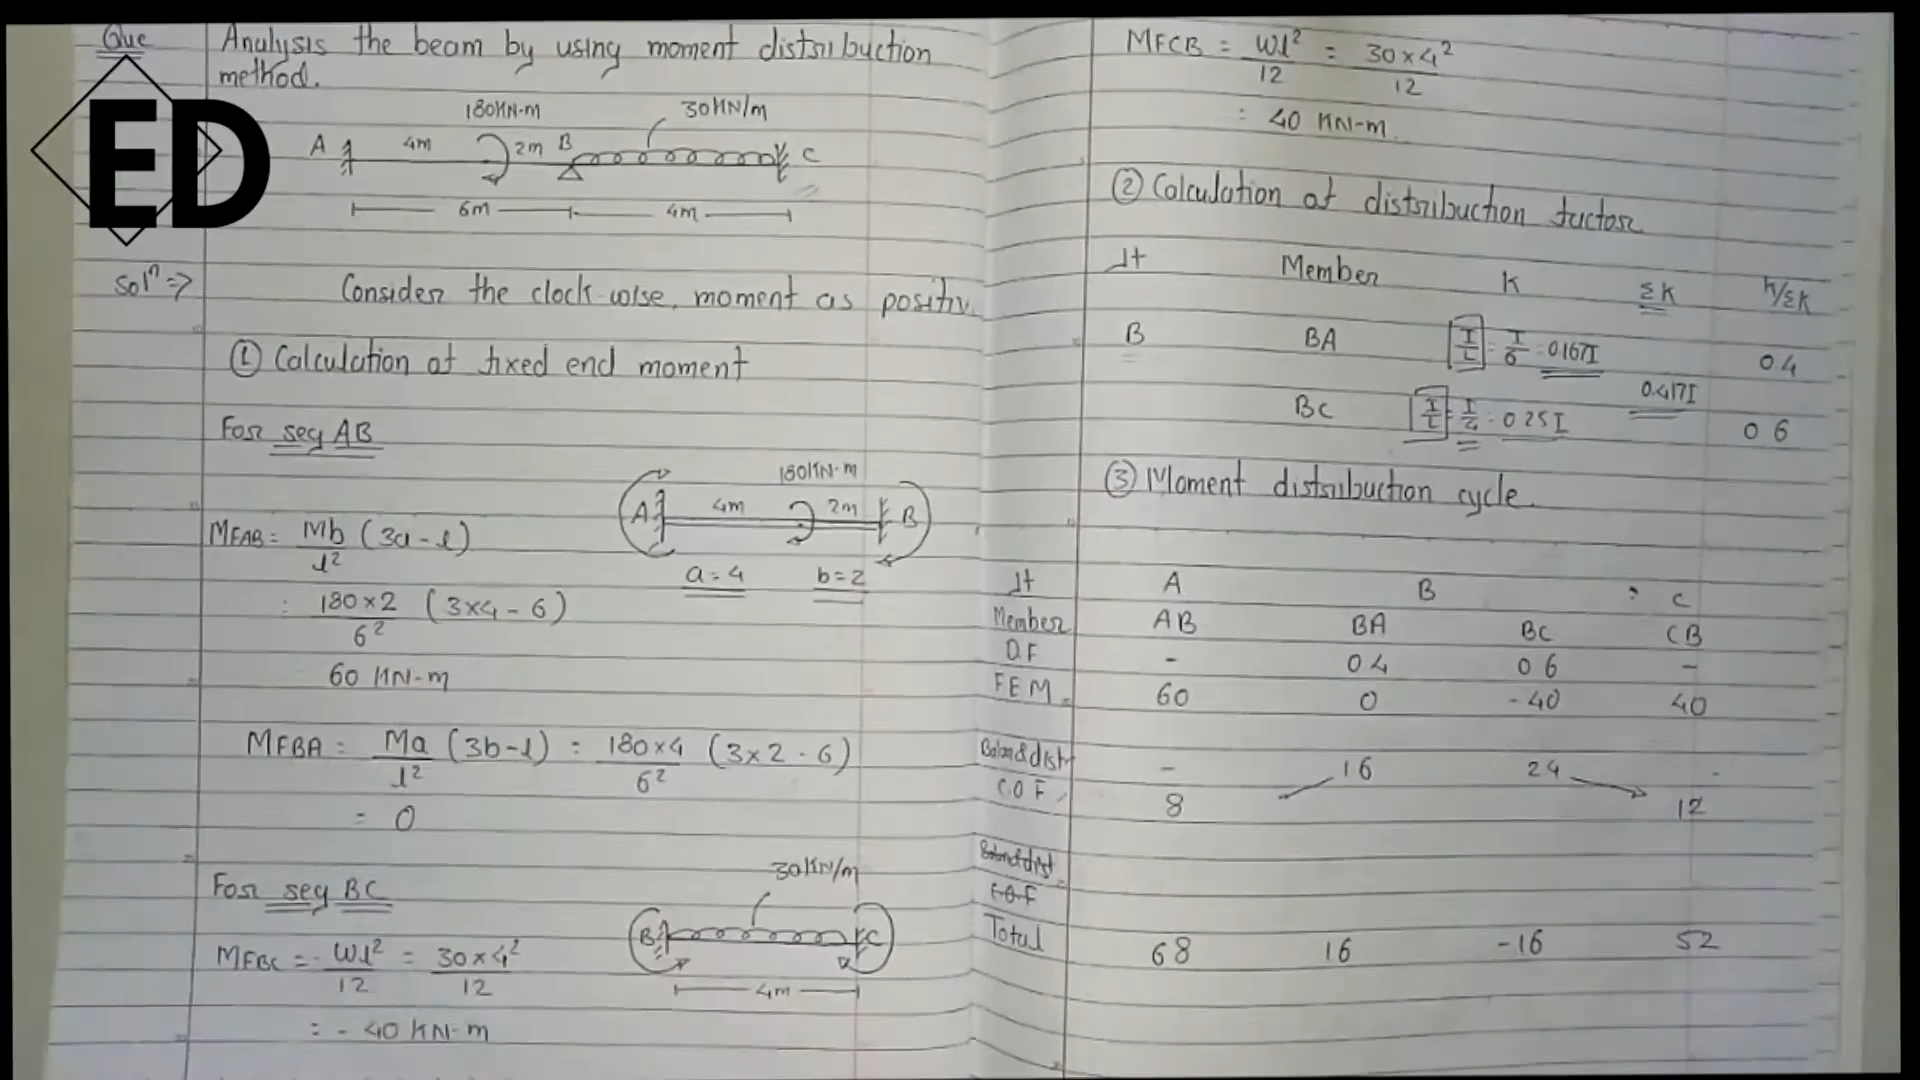 Que
Analysis the beam by using moment distribuction
method.
ED
180KN-m
30KN/m
A
4m
2m
B
C
6m
4m
Solⁿ =>
Consider the clock wise moment as positiv
① Calculation of fixed end moment
For seg AB
180KN-m
A
4m
2m
B
a = 4
b = 2
MFAB = Mb/l² (3a - l)
= 180×2/6² (3×4 - 6)
60 KN-m
MFBA = Ma/l² (3b-l) = 180×4/6² (3×2 - 6)
= 0
For seg BC
30KN/m
B
C
4m
MFBC = - Wl²/12 = 30×4²/12
= - 40 KN-m
MFCB = Wl²/12 = 30×4²/12
= 40 KN-m
② Calculation of distribuction factor
Jt Member K ΣK K/ΣK
B BA I/L = I/6 = 0.167I 0.4
0.417I
BC I/L = I/4 = 0.25I 0.6
③ Moment distribuction cycle
Jt A B C
Member AB BA BC CB
D.F - 0.4 0.6 -
F E M 60 0 -40 40
Balan&dist - 16 24 -
C.O.F 8 12
Total 68 16 -16 52